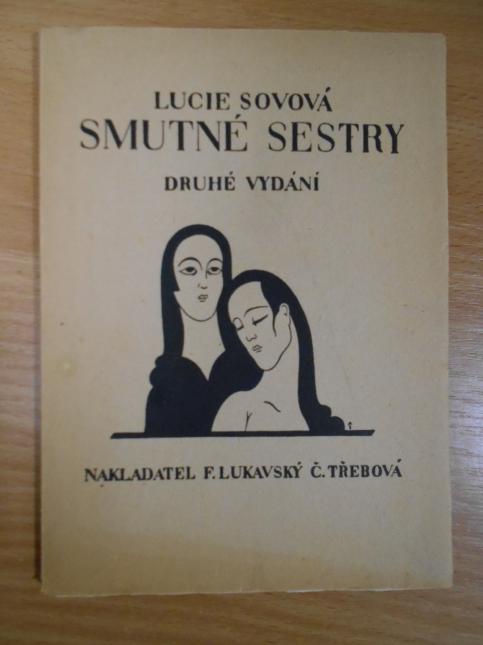 LUCIE SOVOVÁ
SMUTNÉ SESTRY
DRUHÉ VYDÁNÍ
NAKLADATEL F. LUKAVSKÝ Č. TŘEBOVÁ